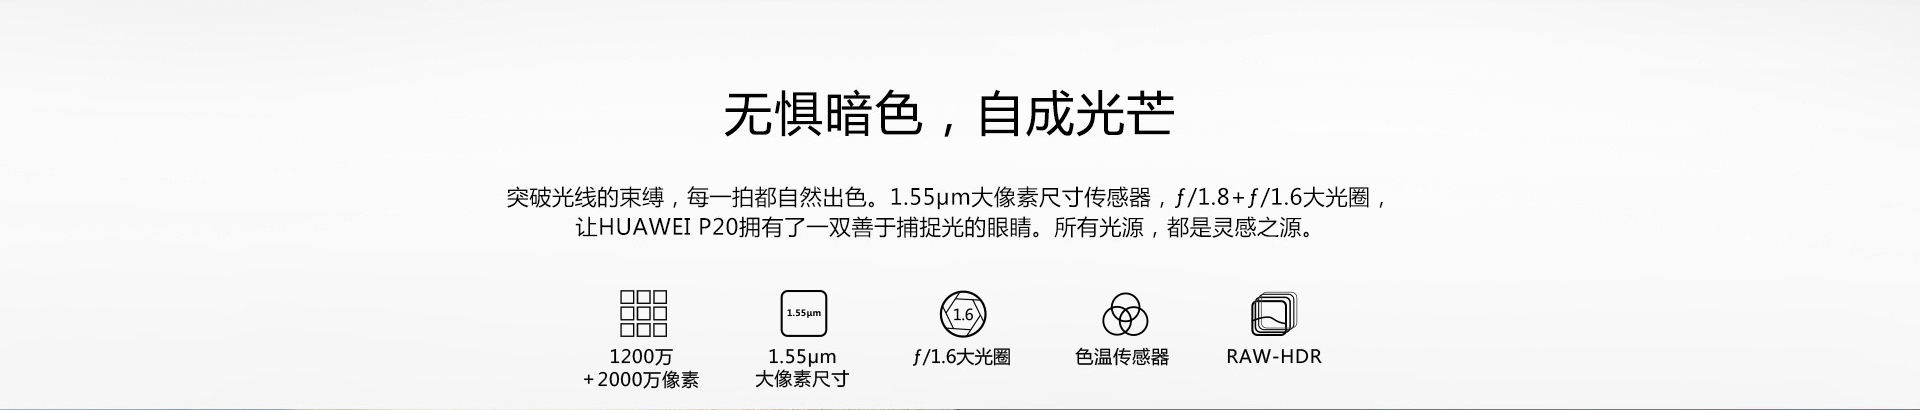 无惧暗色，自成光芒
突破光线的束缚，每一拍都自然出色。1.55μm大像素尺寸传感器，ƒ/1.8+ƒ/1.6大光圈，
让HUAWEI P20拥有了一双善于捕捉光的眼睛。所有光源，都是灵感之源。
1.55μm
1.6
1200万
+2000万像素
1.55μm
大像素尺寸
ƒ/1.6大光圈
色温传感器
RAW-HDR